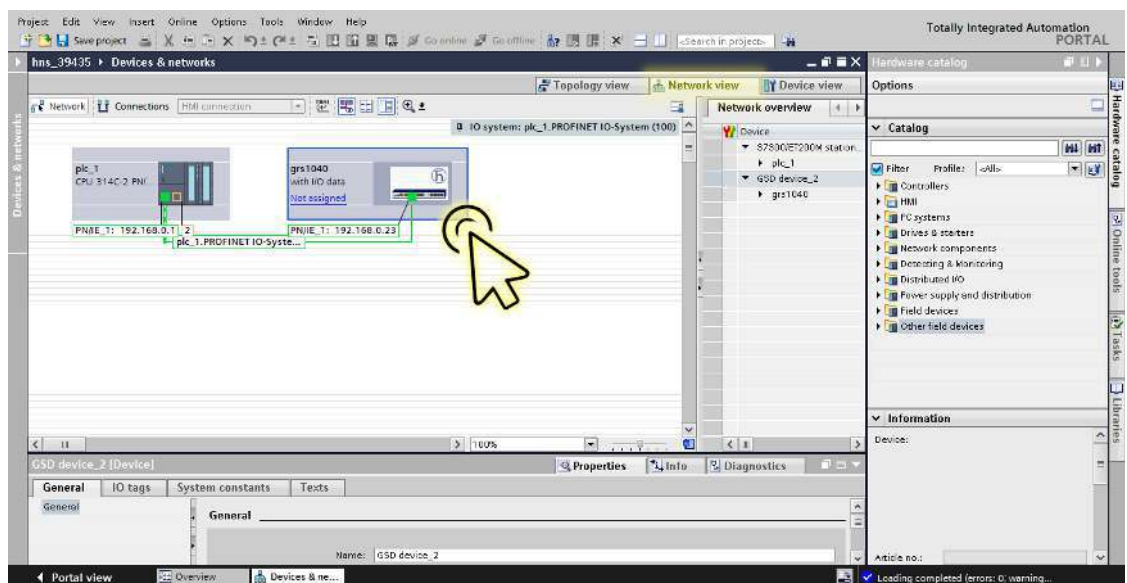 Project Edit View Insert Online Options Tools Window Help
Totally Integrated Automation
PORTAL
Save project Go online Go offline <Search in project>
hns_39435 Devices & networks
Hardware catalog
Topology view Network view Device view
Options
Network Connections HMI connection
Network overview
IO system: plc_1.PROFINET IO-System (100)
Catalog
Device
S7300/ET200M station...
plc_1
GSD device_2
grs1040
plc_1
CPU 314C-2 PN/...
grs1040
with I/O data
Not assigned
PN/IE_1: 192.168.0.1 2
PN/IE_1: 192.168.0.23
plc_1.PROFINET IO-Syste...
Filter Profile: <All>
Controllers
HMI
PC systems
Drives & starters
Network components
Detecting & Monitoring
Distributed I/O
Power supply and distribution
Field devices
Other field devices
Information
Device:
Article no.:
100%
GSD device_2 [Device]
Properties Info Diagnostics
General IO tags System constants Texts
General
General
Name: GSD device_2
Portal view Overview Devices & ne...
Loading completed (errors: 0; warning...
Devices & networks
Hardware catalog
Online tools
Tasks
Libraries